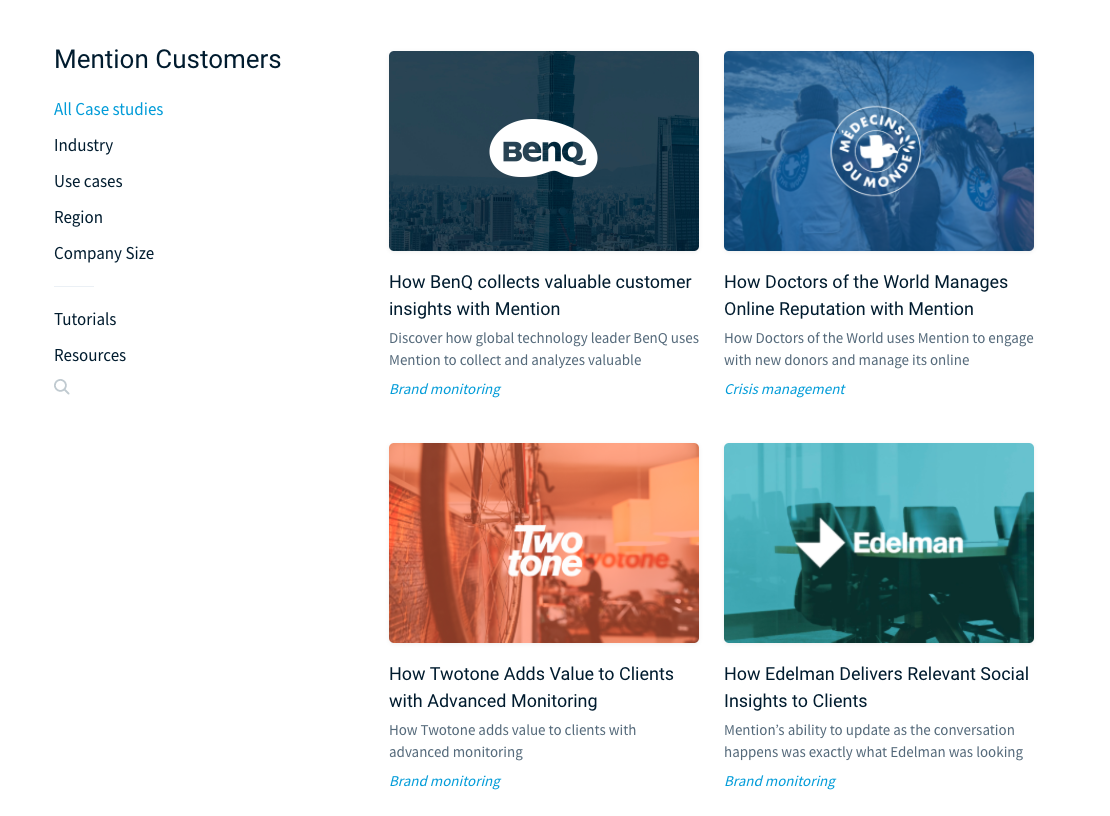 Mention Customers
All Case studies
Industry
Use cases
Region
Company Size
Tutorials
Resources
BenQ
How BenQ collects valuable customer
insights with Mention
Discover how global technology leader BenQ uses
Mention to collect and analyzes valuable
Brand monitoring
MÉDECINS
DU MONDE
How Doctors of the World Manages
Online Reputation with Mention
How Doctors of the World uses Mention to engage
with new donors and manage its online
Crisis management
Two
tone
wotone
How Twotone Adds Value to Clients
with Advanced Monitoring
How Twotone adds value to clients with
advanced monitoring
Brand monitoring
Edelman
How Edelman Delivers Relevant Social
Insights to Clients
Mention’s ability to update as the conversation
happens was exactly what Edelman was looking
Brand monitoring